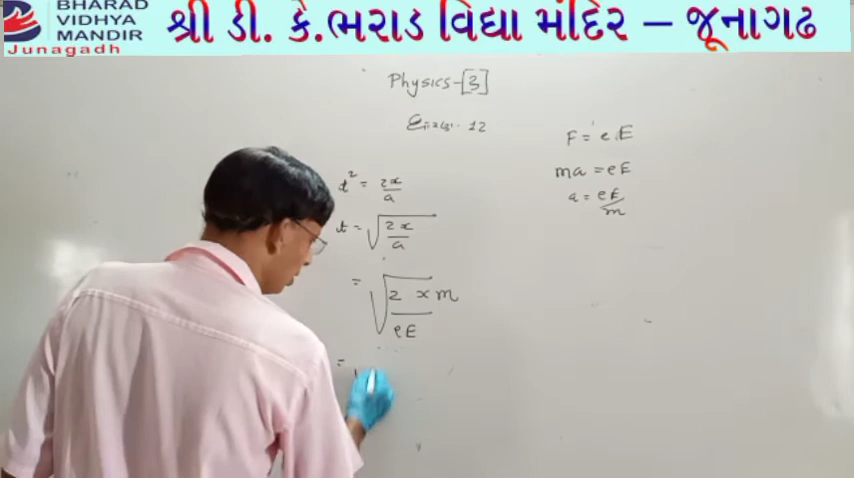 BHARAD
VIDHYA
MANDIR
Junagadh
શ્રી ડી. કે.ભરાડ વિદ્યા મંદિર – જૂનાગઢ
Physics-[3]
ઉદાહરણ. 12
t² = 2x/a
t = √(2x/a)
= √(2xm/eE)
=
F = e.E
ma = eE
a = eE/m